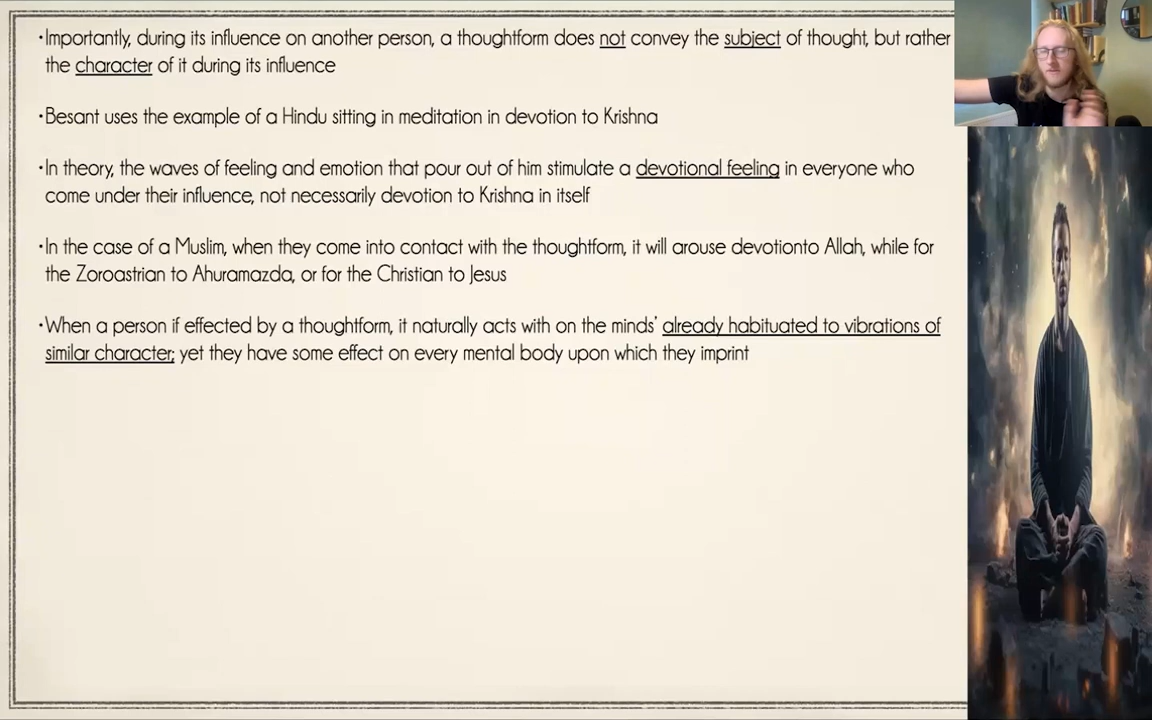 •Importantly, during its influence on another person, a thoughtform does not convey the subject of thought, but rather
the character of it during its influence
•Besant uses the example of a Hindu sitting in meditation in devotion to Krishna
•In theory, the waves of feeling and emotion that pour out of him stimulate a devotional feeling in everyone who
come under their influence, not necessarily devotion to Krishna in itself
•In the case of a Muslim, when they come into contact with the thoughtform, it will arouse devotionto Allah, while for
the Zoroastrian to Ahuramazda, or for the Christian to Jesus
•When a person if effected by a thoughtform, it naturally acts with on the minds’ already habituated to vibrations of
similar character; yet they have some effect on every mental body upon which they imprint